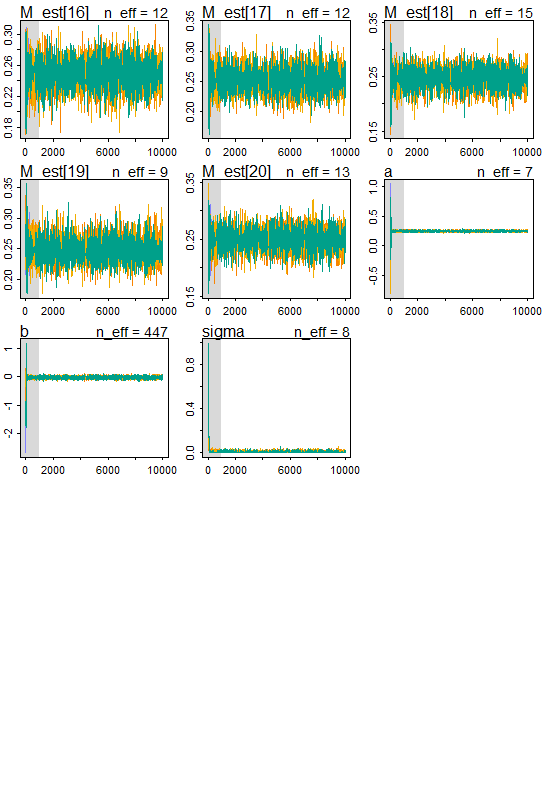 M_est[16] n_eff = 12
0.18 0.22 0.26 0.30
0 2000 6000 10000
M_est[17] n_eff = 12
0.20 0.25 0.30 0.35
0 2000 6000 10000
M_est[18] n_eff = 15
0.15 0.25 0.35
0 2000 6000 10000
M_est[19] n_eff = 9
0.20 0.25 0.30 0.35
0 2000 6000 10000
M_est[20] n_eff = 13
0.15 0.25 0.35
0 2000 6000 10000
a n_eff = 7
-0.5 0.0 0.5 1.0
0 2000 6000 10000
b n_eff = 447
-2 -1 0 1
0 2000 6000 10000
sigma n_eff = 8
0.0 0.4 0.8
0 2000 6000 10000